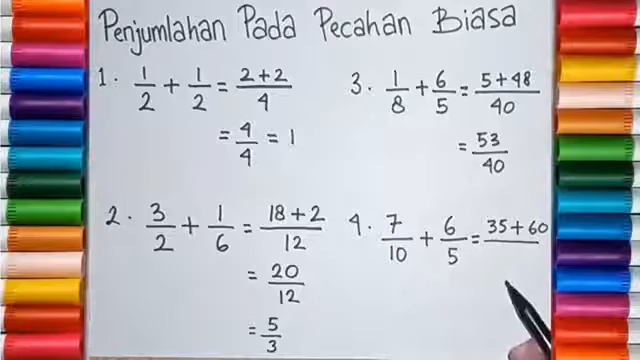 Penjumlahan Pada Pecahan Biasa
1. 1/2 + 1/2 = 2+2/4
= 4/4 = 1
2. 3/2 + 1/6 = 18+2/12
= 20/12
= 5/3
3. 1/8 + 6/5 = 5+48/40
= 53/40
4. 7/10 + 6/5 = 35+60